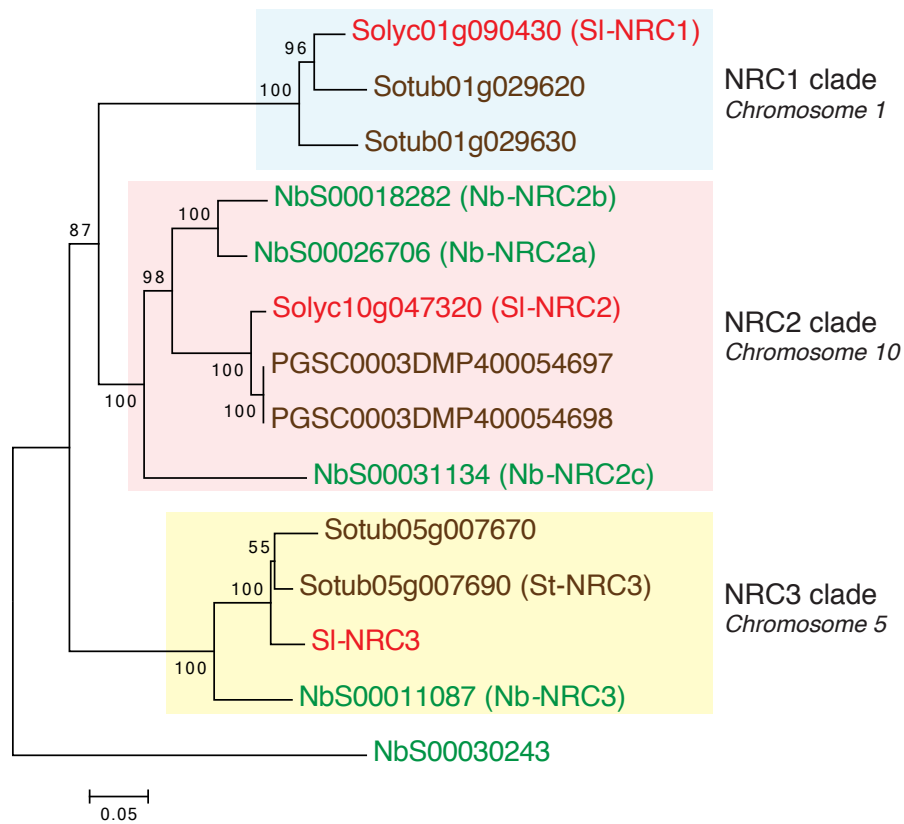 Solyc01g090430 (Sl-NRC1)
96
Sotub01g029620
NRC1 clade
100
Chromosome 1
Sotub01g029630
NbS00018282 (Nb-NRC2b)
100
87
NbS00026706 (Nb-NRC2a)
98
Solyc10g047320 (Sl-NRC2)
NRC2 clade
Chromosome 10
PGSC0003DMP400054697
100
100
100
PGSC0003DMP400054698
NbS00031134 (Nb-NRC2c)
Sotub05g007670
55
Sotub05g007690 (St-NRC3)
100
NRC3 clade
Chromosome 5
Sl-NRC3
100
NbS00011087 (Nb-NRC3)
NbS00030243
0.05